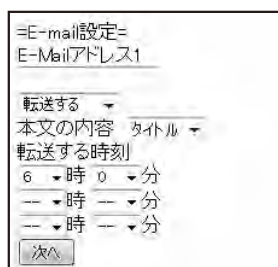 =E-mail設定=
E-Mailアドレス1
転送する
本文の内容 タイトル
転送する時刻
6 時 0 分
-- 時 -- 分
-- 時 -- 分
次へ